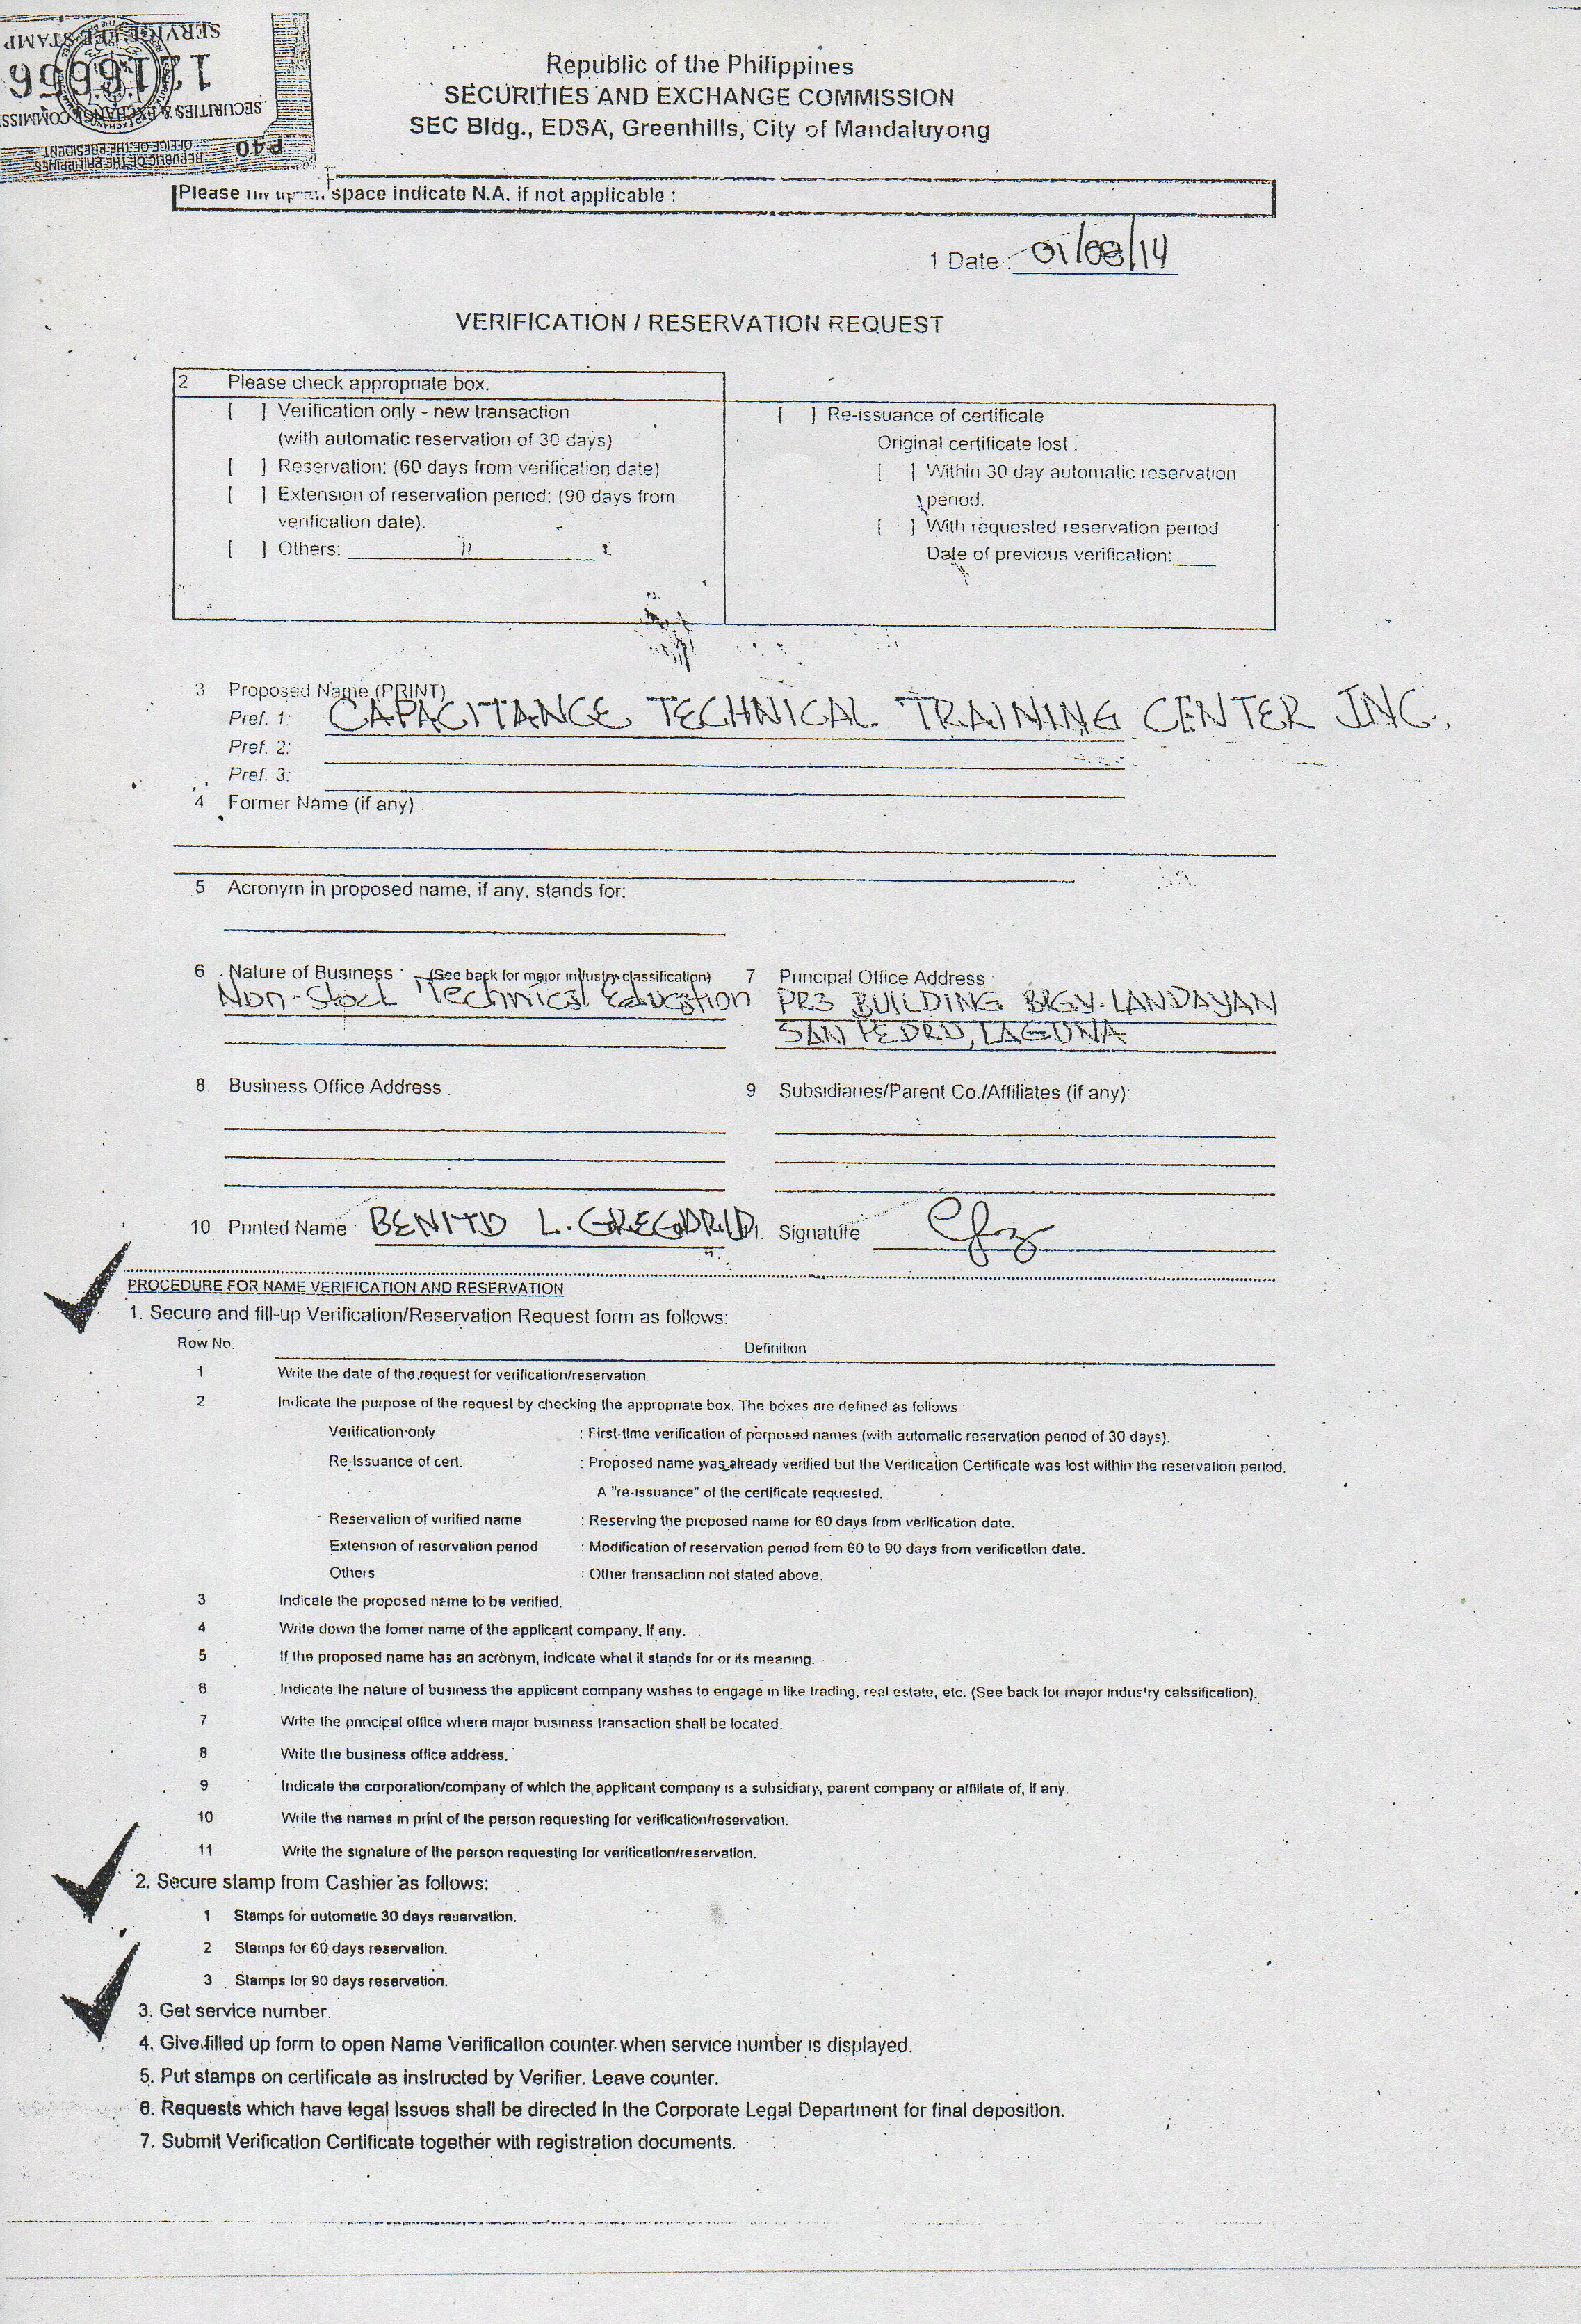 SERVICE FEE STAMP
1216656
SECURITIES & EXCHANGE
P40
OFFICE OF THE PRESIDENT
REPUBLIC OF THE PHILIPPINES
Republic of the Philippines
SECURITIES AND EXCHANGE COMMISSION
SEC Bldg., EDSA, Greenhills, City of Mandaluyong
Please space indicate N.A. if not applicable :
1 Date : 01/08/14
VERIFICATION / RESERVATION REQUEST
2 Please check appropriate box.
[ ] Verification only - new transaction
(with automatic reservation of 30 days)
[ ] Reservation: (60 days from verification date)
[ ] Extension of reservation period: (90 days from
verification date).
[ ] Others:
[ ] Re-issuance of certificate
Original certificate lost .
[ ] Within 30 day automatic reservation
period.
[ ] With requested reservation period
Date of previous verification:____
3 Proposed Name (PRINT)
Pref. 1: CAPACITANCE TECHNICAL TRAINING CENTER INC.
Pref. 2:
Pref. 3:
4 Former Name (if any)
5 Acronym in proposed name, if any, stands for:
6 Nature of Business (See back for major industry classification)
Non-Stock Technical Education
7 Principal Office Address
PR3 BUILDING BRGY. LANDAYAN
SAN PEDRO, LAGUNA
8 Business Office Address
9 Subsidiaries/Parent Co./Affiliates (if any):
10 Printed Name : BENITO L. GREGORIO
11. Signature
PROCEDURE FOR NAME VERIFICATION AND RESERVATION
1. Secure and fill-up Verification/Reservation Request form as follows:
Row No. Definition
1 Write the date of the request for verification/reservation.
2 Indicate the purpose of the request by checking the appropriate box. The boxes are defined as follows
Verification only : First-time verification of porposed names (with automatic reservation period of 30 days).
Re-Issuance of cert. : Proposed name was already verified but the Verification Certificate was lost within the reservation period.
A "re-issuance" of the certificate requested.
Reservation of verified name : Reserving the proposed name for 60 days from verification date.
Extension of reservation period : Modification of reservation period from 60 to 90 days from verification date.
Others : Other transaction not stated above.
3 Indicate the proposed name to be verified.
4 Write down the fomer name of the applicant company, if any.
5 If the proposed name has an acronym, indicate what it stands for or its meaning.
6 Indicate the nature of business the applicant company wishes to engage in like trading, real estate, etc. (See back for major industry calssification).
7 Write the principal office where major business transaction shall be located.
8 Write the business office address.
9 Indicate the corporation/company of which the applicant company is a subsidiary, parent company or affiliate of, if any.
10 Write the names in print of the person requesting for verification/reservation.
11 Write the signature of the person requesting for verification/reservation.
2. Secure stamp from Cashier as follows:
1 Stamps for automatic 30 days reservation.
2 Stamps for 60 days reservation.
3 Stamps for 90 days reservation.
3. Get service number.
4. Give filled up form to open Name Verification counter when service number is displayed.
5. Put stamps on certificate as instructed by Verifier. Leave counter.
6. Requests which have legal issues shall be directed in the Corporate Legal Department for final deposition.
7. Submit Verification Certificate together with registration documents.